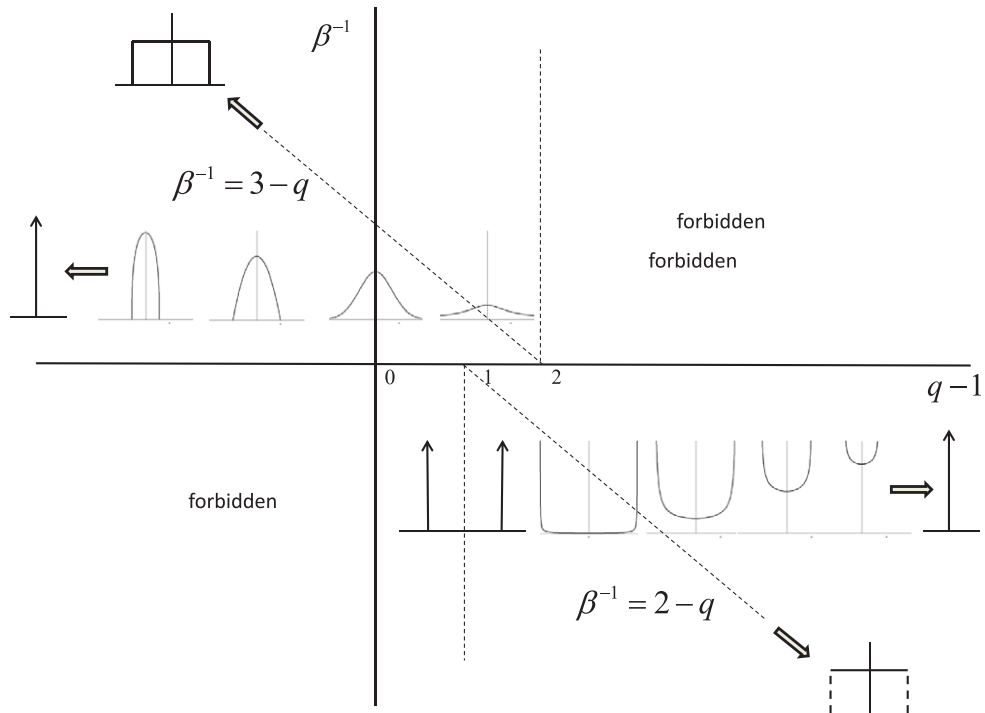 β⁻¹
β⁻¹ = 3 − q
forbidden
forbidden
0
1
2
q − 1
forbidden
β⁻¹ = 2 − q